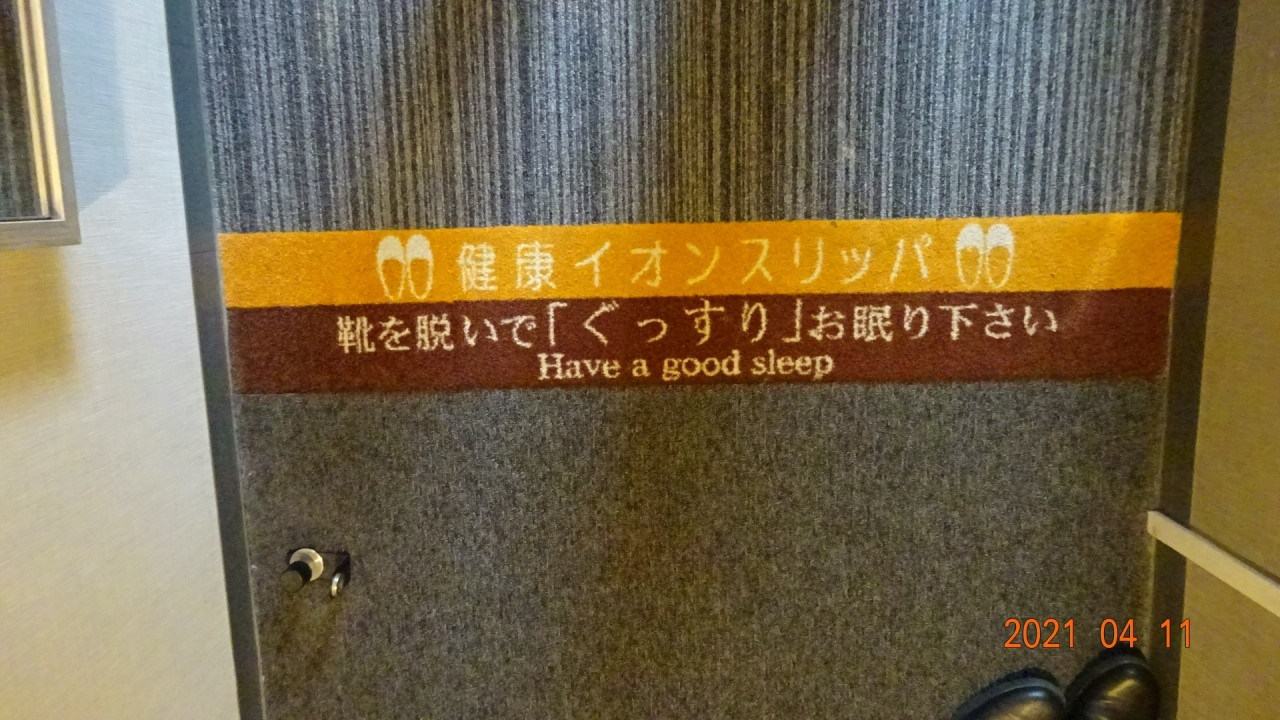 健康イオンスリッパ
靴を脱いで「ぐっすり」お眠り下さい
Have a good sleep
2021 04 11